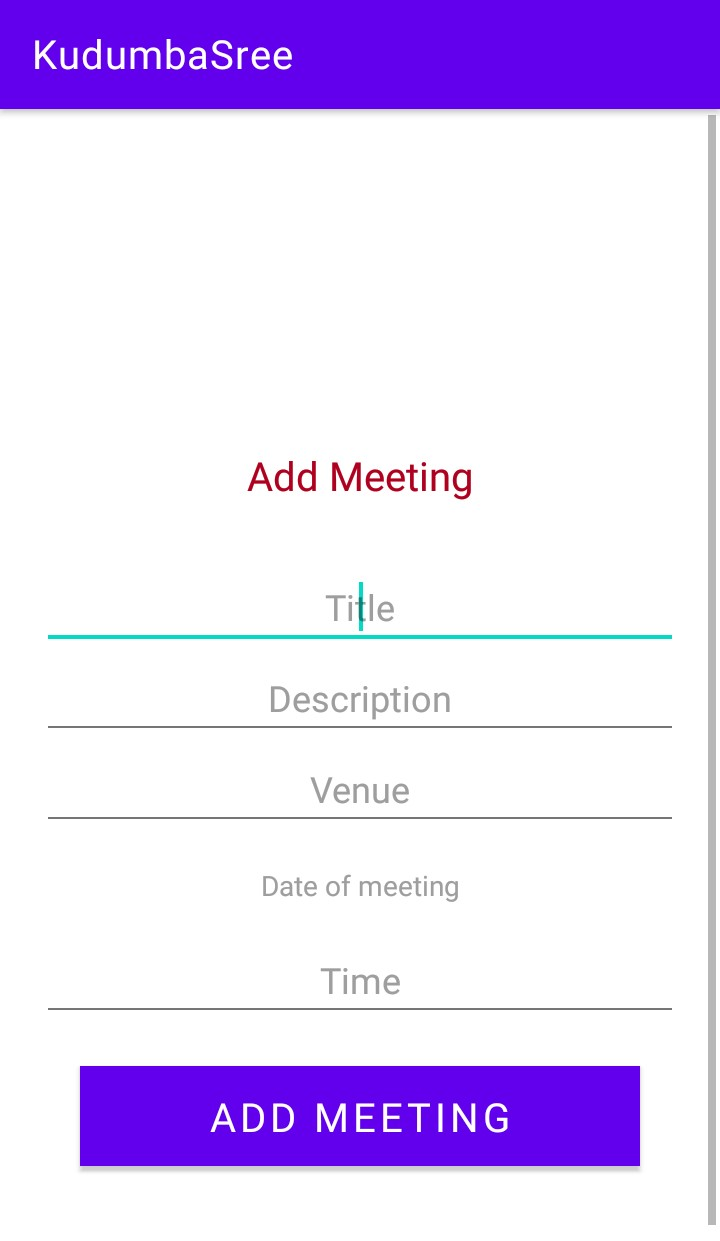 KudumbaSree
Add Meeting
Title
Description
Venue
Date of meeting
Time
ADD MEETING